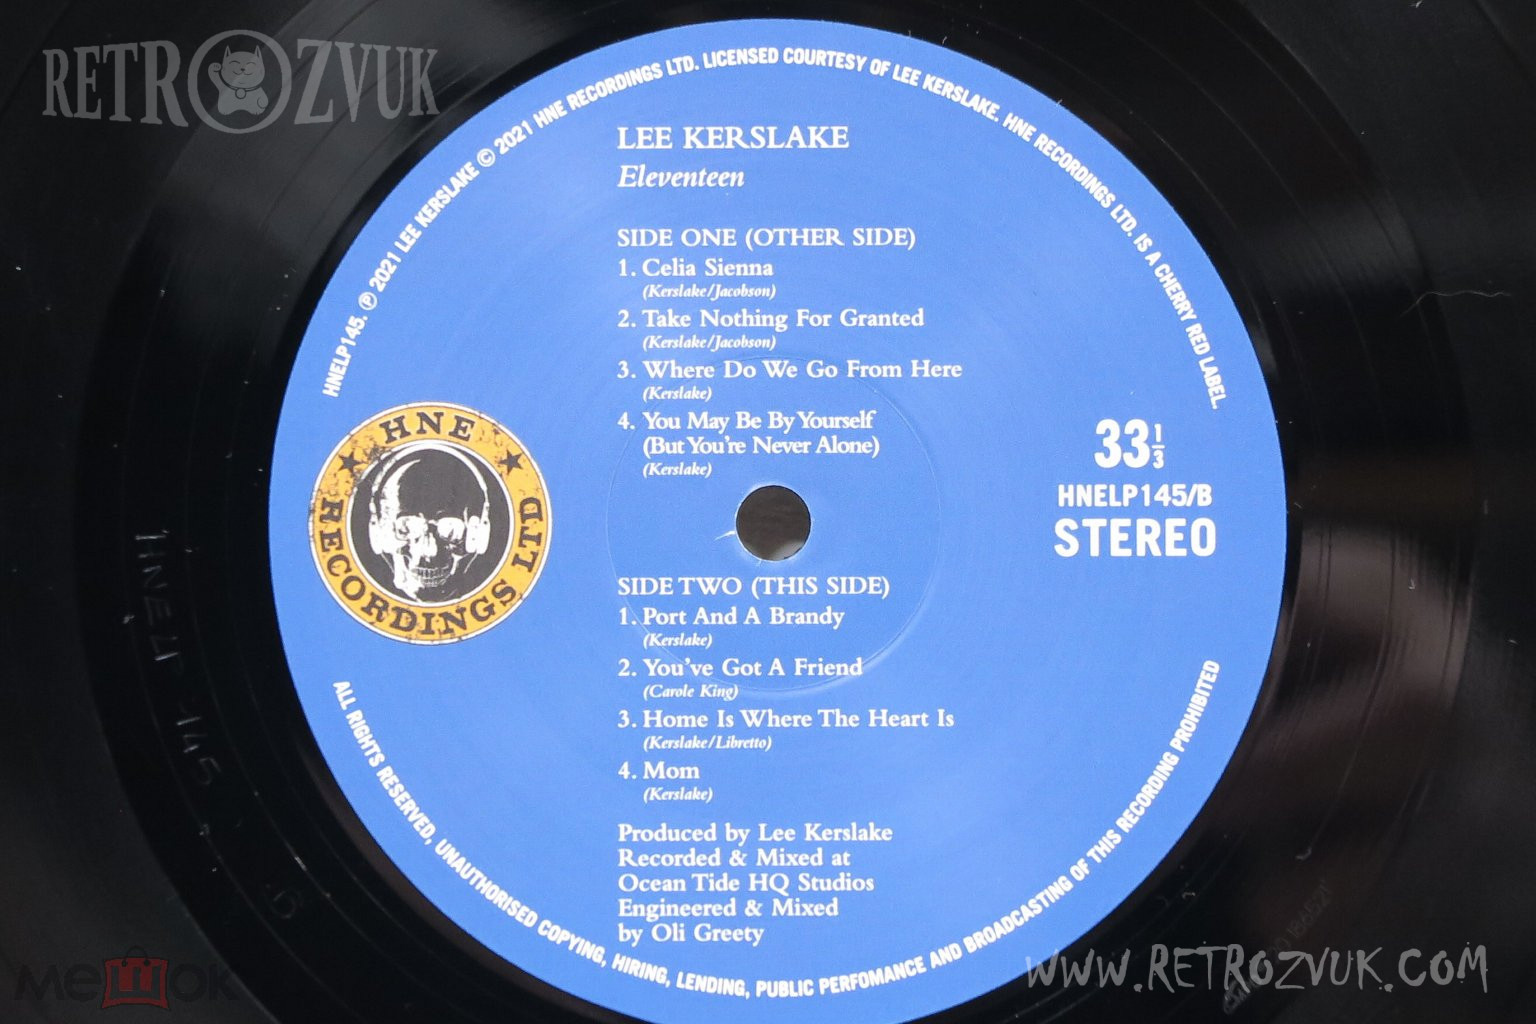 RETROZVUK
HNELP145. ℗ 2021 LEE KERSLAKE © 2021 HNE RECORDINGS LTD. LICENSED COURTESY OF LEE KERSLAKE. HNE RECORDINGS LTD. IS A CHERRY RED LABEL.
LEE KERSLAKE
Eleventeen
SIDE ONE (OTHER SIDE)
1. Celia Sienna
(Kerslake/Jacobson)
2. Take Nothing For Granted
(Kerslake/Jacobson)
3. Where Do We Go From Here
(Kerslake)
4. You May Be By Yourself
(But You're Never Alone)
(Kerslake)
HNE
RECORDINGS LTD
33 1/3
HNELP145/B
STEREO
SIDE TWO (THIS SIDE)
1. Port And A Brandy
(Kerslake)
2. You've Got A Friend
(Carole King)
3. Home Is Where The Heart Is
(Kerslake/Libretto)
4. Mom
(Kerslake)
Produced by Lee Kerslake
Recorded & Mixed at
Ocean Tide HQ Studios
Engineered & Mixed
by Oli Greety
ALL RIGHTS RESERVED, UNAUTHORISED COPYING, HIRING, LENDING, PUBLIC PERFOMANCE AND BROADCASTING OF THIS RECORDING PROHIBITED
HNELP 145
B
мешок
www.RETROZVUK.COM